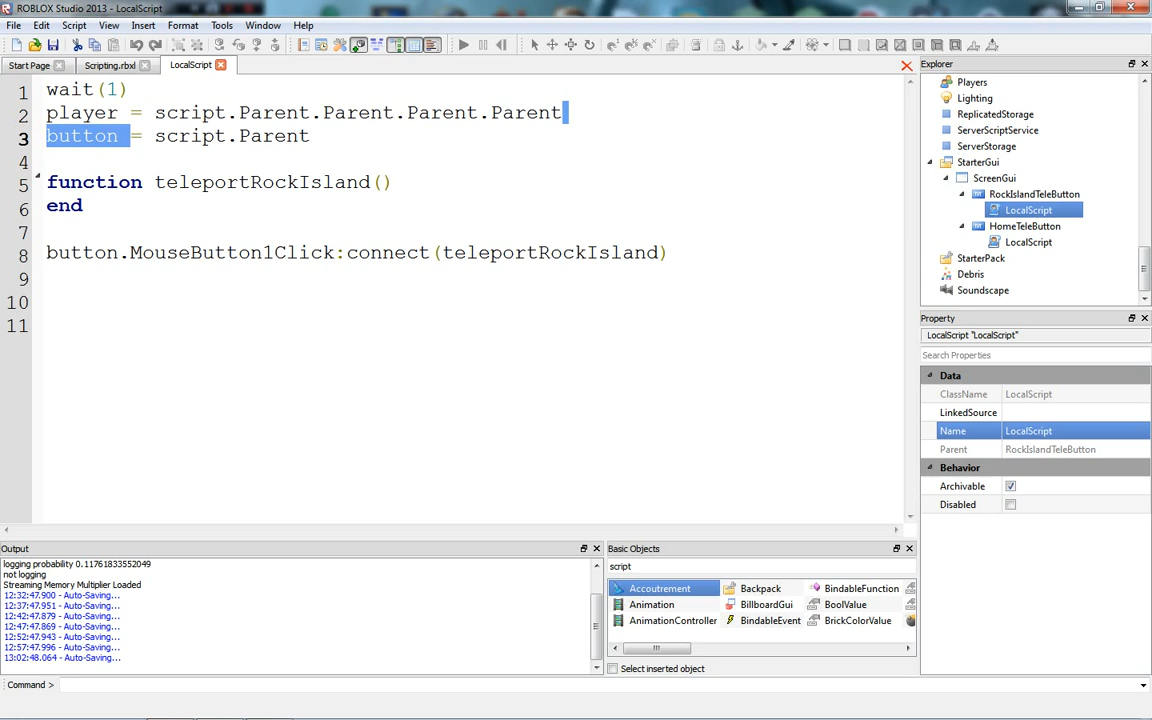 ROBLOX Studio 2013 - LocalScript
File Edit Script View Insert Format Tools Window Help
Start Page Scripting.rbxl LocalScript
1 wait(1)
2 player = script.Parent.Parent.Parent.Parent
3 button = script.Parent
4
5 function teleportRockIsland()
6 end
7
8 button.MouseButton1Click:connect(teleportRockIsland)
9
10
11
Explorer
Players
Lighting
ReplicatedStorage
ServerScriptService
ServerStorage
StarterGui
ScreenGui
RockIslandTeleButton
LocalScript
HomeTeleButton
LocalScript
StarterPack
Debris
Soundscape
Property
LocalScript "LocalScript"
Search Properties
Data
ClassName LocalScript
LinkedSource
Name LocalScript
Parent RockIslandTeleButton
Behavior
Archivable
Disabled
Output
logging probability 0.11761833552049
not logging
Streaming Memory Multiplier Loaded
12:32:47.900 - Auto-Saving...
12:37:47.951 - Auto-Saving...
12:42:47.879 - Auto-Saving...
12:47:47.869 - Auto-Saving...
12:52:47.943 - Auto-Saving...
12:57:47.996 - Auto-Saving...
13:02:48.064 - Auto-Saving...
Basic Objects
script
Accoutrement Backpack BindableFunction
Animation BillboardGui BoolValue
AnimationController BindableEvent BrickColorValue
Select inserted object
Command >